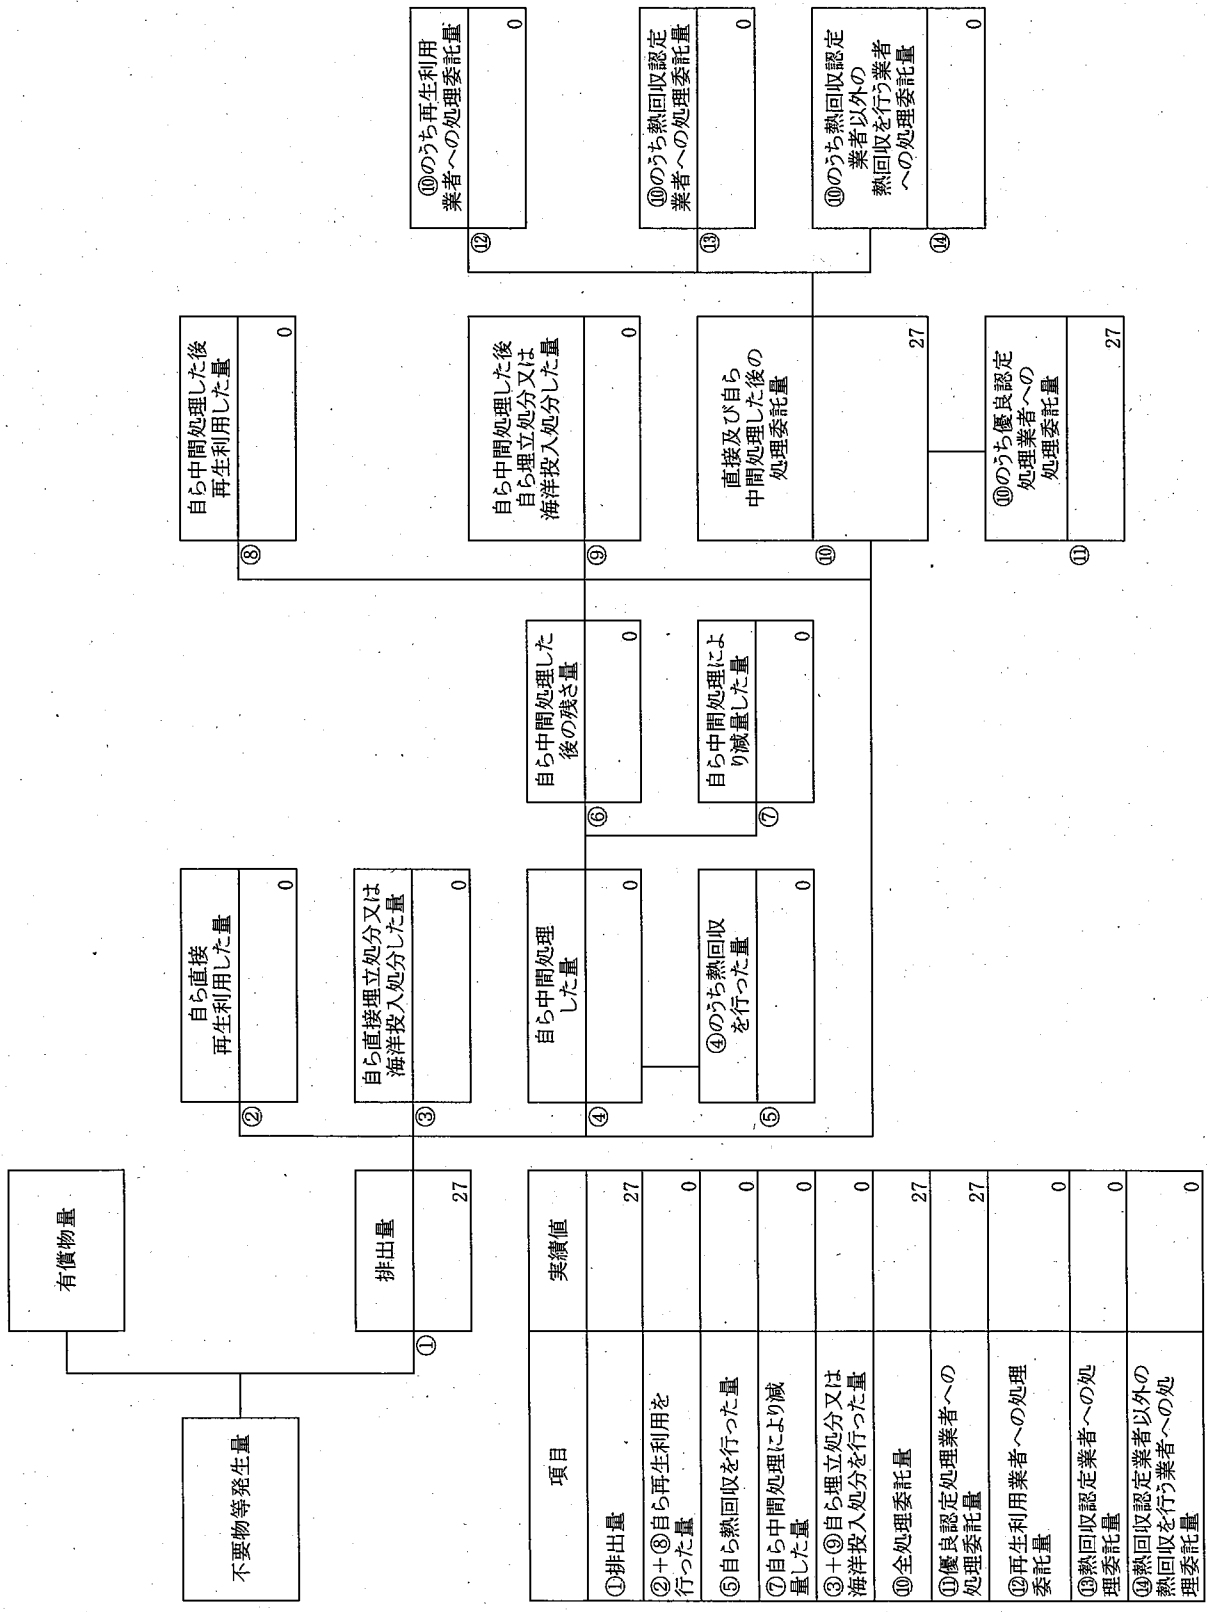 不要物等発生量
有償物量
①
排出量
27
②
自ら直接
再生利用した量
0
③
自ら直接埋立処分又は
海洋投入処分した量
0
④
自ら中間処理
した量
0
⑤
④のうち熱回収
を行った量
0
⑥
自ら中間処理した
後の残さ量
0
⑦
自ら中間処理によ
り減量した量
0
⑧
自ら中間処理した後
再生利用した量
0
⑨
自ら中間処理した後
自ら埋立処分又は
海洋投入処分した量
0
⑩
直接及び自ら
中間処理した後の
処理委託量
27
⑪
⑩のうち優良認定
処理業者への
処理委託量
27
⑫
⑩のうち再生利用
業者への処理委託量
0
⑬
⑩のうち熱回収認定
業者への処理委託量
0
⑭
⑩のうち熱回収認定
業者以外の
熱回収を行う業者
への処理委託量
0
項目 実績値
①排出量 27
②+⑧自ら再生利用を
行った量 0
⑤自ら熱回収を行った量 0
⑦自ら中間処理により減
量した量 0
③+⑨自ら埋立処分又は
海洋投入処分を行った量 0
⑩全処理委託量 27
⑪優良認定処理業者への
処理委託量 27
⑫再生利用業者への処理
委託量 0
⑬熱回収認定業者への処
理委託量 0
⑭熱回収認定業者以外の
熱回収を行う業者への処
理委託量 0